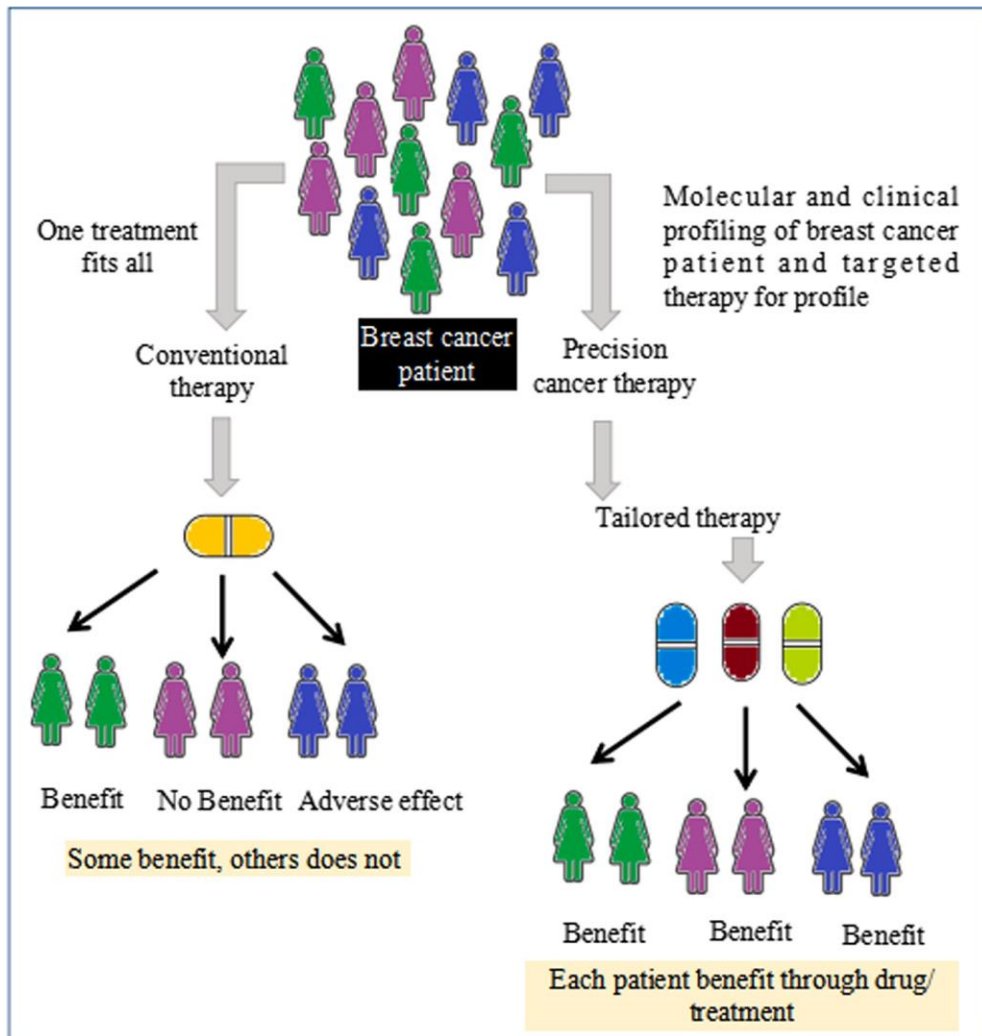 One treatment
fits all
Molecular and clinical
profiling of breast cancer
patient and targeted
therapy for profile
Breast cancer
patient
Conventional
therapy
Precision
cancer therapy
Tailored therapy
Benefit
No Benefit
Adverse effect
Some benefit, others does not
Benefit
Benefit
Benefit
Each patient benefit through drug/
treatment